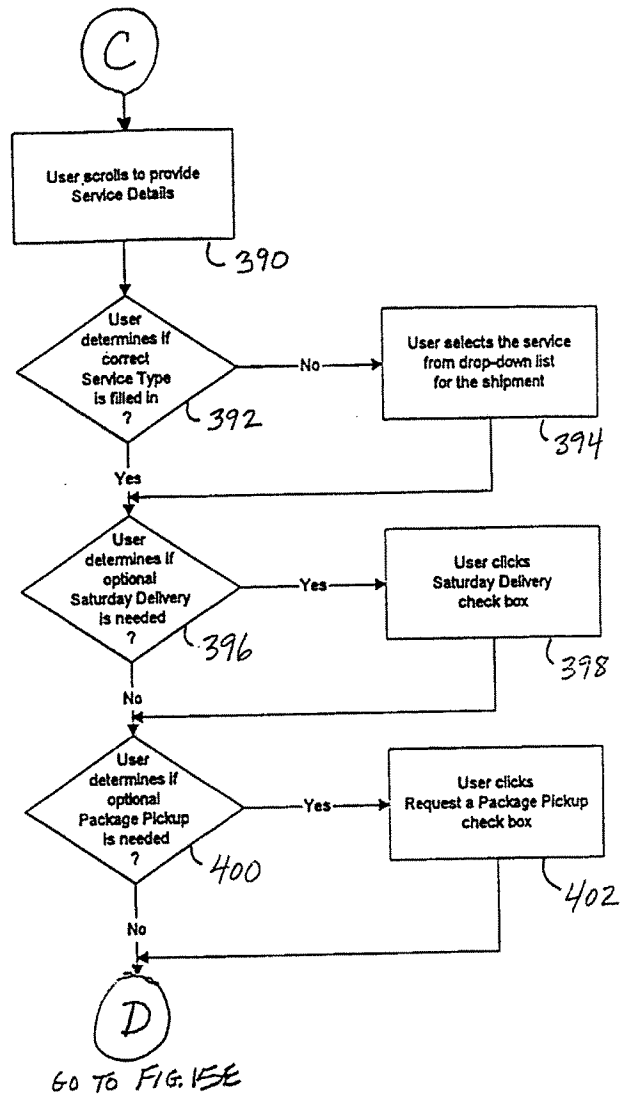 C
User scrolls to provide
Service Details
390
User
determines if
correct
Service Type
is filled in
?
392
No
User selects the service
from drop-down list
for the shipment
394
Yes
User
determines if
optional
Saturday Delivery
is needed
?
396
Yes
User clicks
Saturday Delivery
check box
398
No
User
determines if
optional
Package Pickup
is needed
?
400
Yes
User clicks
Request a Package Pickup
check box
402
No
D
GO TO FIG. 15E